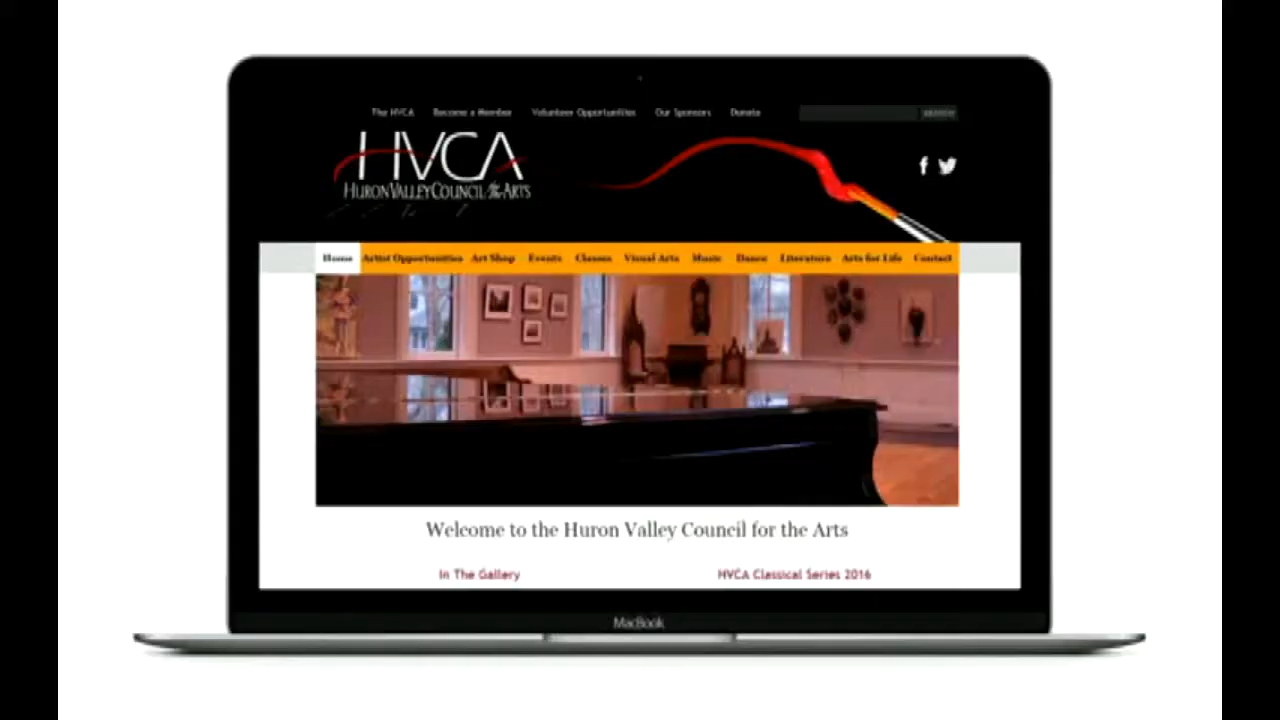 The HVCA Become a Member Volunteer Opportunities Our Sponsors Donate SEARCH
HVCA
HURON VALLEY COUNCIL for the ARTS
f
Home Artist Opportunities Art Shop Events Classes Visual Arts Music Dance Literature Arts for Life Contact
Welcome to the Huron Valley Council for the Arts
In The Gallery HVCA Classical Series 2016
MacBook